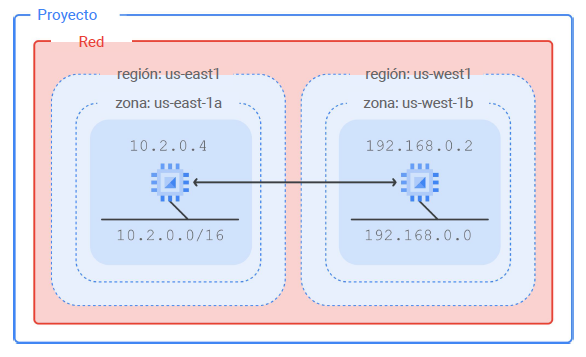 Proyecto
Red
región: us-east1
región: us-west1
zona: us-east-1a
zona: us-west-1b
10.2.0.4
192.168.0.2
10.2.0.0/16
192.168.0.0